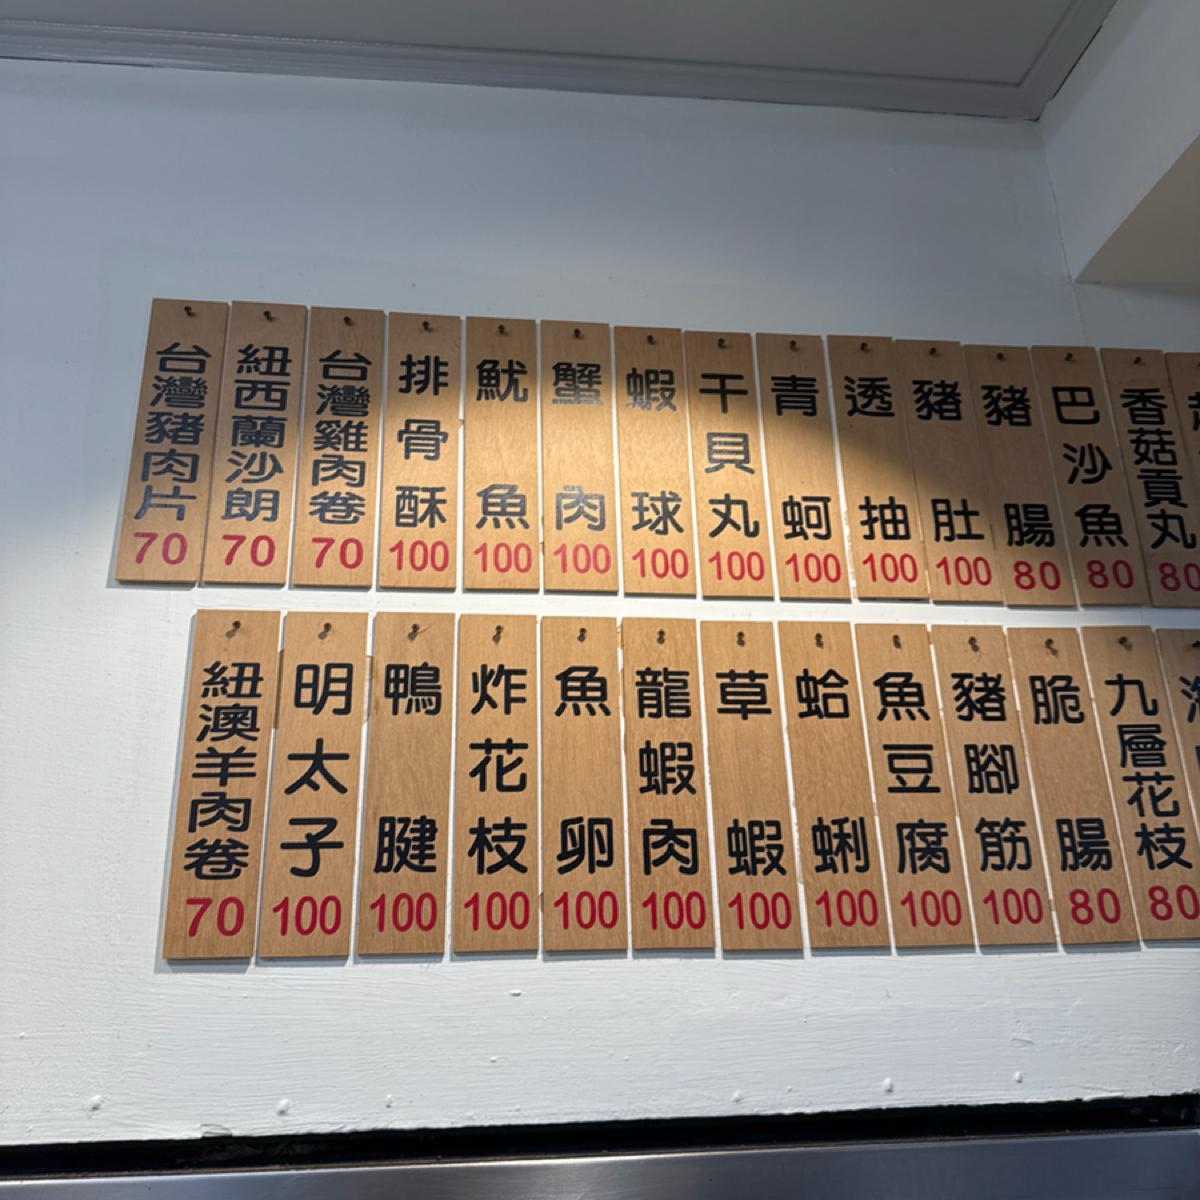 台灣豬肉片 70
紐西蘭沙朗 70
台灣雞肉卷 70
排骨酥 100
魷魚 100
蟹肉 100
蝦球 100
干貝丸 100
青蚵 100
透抽 100
豬肚 100
豬腸 80
巴沙魚 80
香菇貢丸 80
紐澳羊肉卷 70
明太子 100
鴨腱 100
炸花枝 100
魚卵 100
龍蝦肉 100
草蝦 100
蛤蜊 100
魚豆腐 100
豬腳筋 100
脆腸 80
九層花枝 80